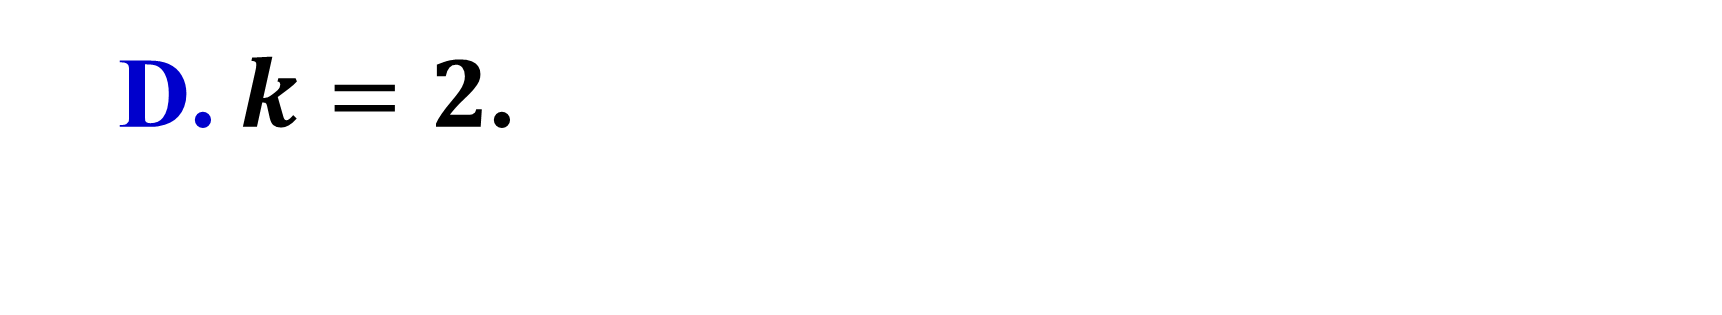 D. k = 2.